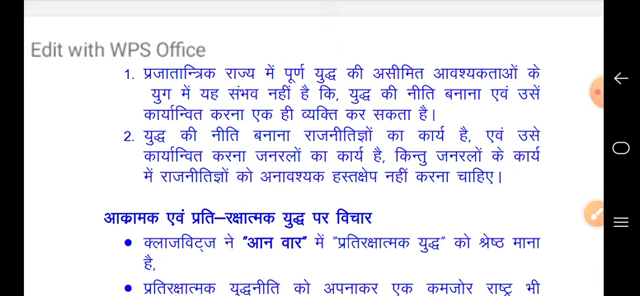 Edit with WPS Office
1. प्रजातान्त्रिक राज्य में पूर्ण युद्ध की असीमित आवश्यकताओं के
युग में यह संभव नहीं है कि, युद्ध की नीति बनाना एवं उसें
कार्यान्वित करना एक ही व्यक्ति कर सकता है।
2. युद्ध की नीति बनाना राजनीतिज्ञों का कार्य है, एवं उसे
कार्यान्वित करना जनरलों का कार्य है, किन्तु जनरलों के कार्य
में राजनीतिज्ञों को अनावश्यक हस्तक्षेप नहीं करना चाहिए।
आक्रामक एवं प्रति–रक्षात्मक युद्ध पर विचार
• क्लाजविट्ज ने "आन वार" में "प्रतिरक्षात्मक युद्ध" को श्रेष्ठ माना
है,
• प्रतिरक्षात्मक युद्धनीति को अपनाकर एक कमजोर राष्ट्र भी